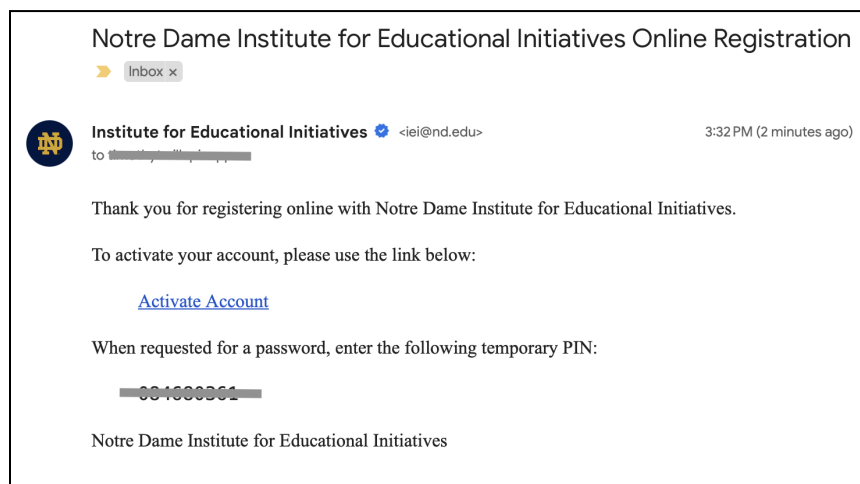 Notre Dame Institute for Educational Initiatives Online Registration
Inbox ×
Institute for Educational Initiatives <iei@nd.edu> 3:32 PM (2 minutes ago)
to
Thank you for registering online with Notre Dame Institute for Educational Initiatives.
To activate your account, please use the link below:
Activate Account
When requested for a password, enter the following temporary PIN:
Notre Dame Institute for Educational Initiatives